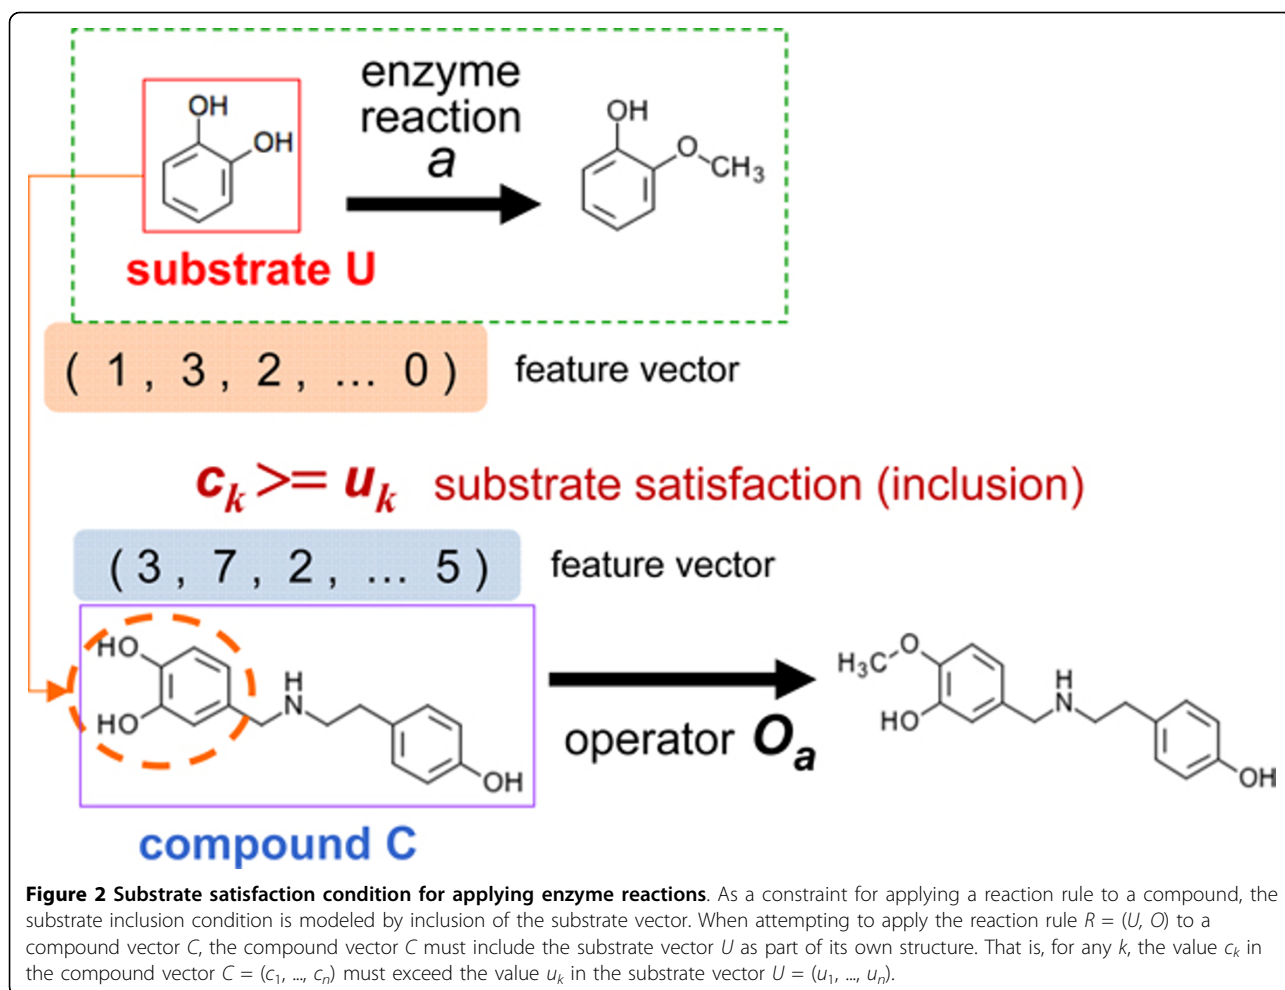 enzyme
reaction
a
OH
OH
OH
O
CH3
substrate U
( 1 , 3 , 2 , ... 0 ) feature vector
ck >= uk substrate satisfaction (inclusion)
( 3 , 7 , 2 , ... 5 ) feature vector
HO
HO
H
N
OH
operator Oa
H3C
O
HO
H
N
OH
compound C
Figure 2 Substrate satisfaction condition for applying enzyme reactions. As a constraint for applying a reaction rule to a compound, the
substrate inclusion condition is modeled by inclusion of the substrate vector. When attempting to apply the reaction rule R = (U, O) to a
compound vector C, the compound vector C must include the substrate vector U as part of its own structure. That is, for any k, the value ck in
the compound vector C = (c1, ..., cn) must exceed the value uk in the substrate vector U = (u1, ..., un).